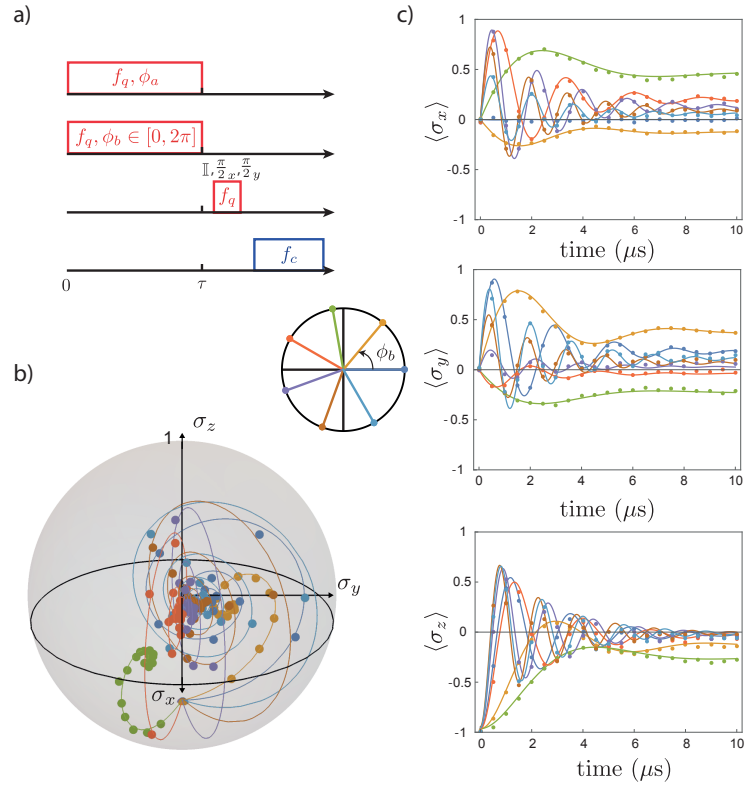 a)
f_q, ϕ_a
f_q, ϕ_b ∈ [0, 2π]
𝕀, π/2 x, π/2 y
f_q
f_c
0
τ
ϕ_b
b)
1
σ_z
σ_y
σ_x
c)
1
0.5
0
-0.5
-1
⟨σ_x⟩
0 2 4 6 8 10
time (μs)
1
0.5
0
-0.5
-1
⟨σ_y⟩
0 2 4 6 8 10
time (μs)
1
0.5
0
-0.5
-1
⟨σ_z⟩
0 2 4 6 8 10
time (μs)